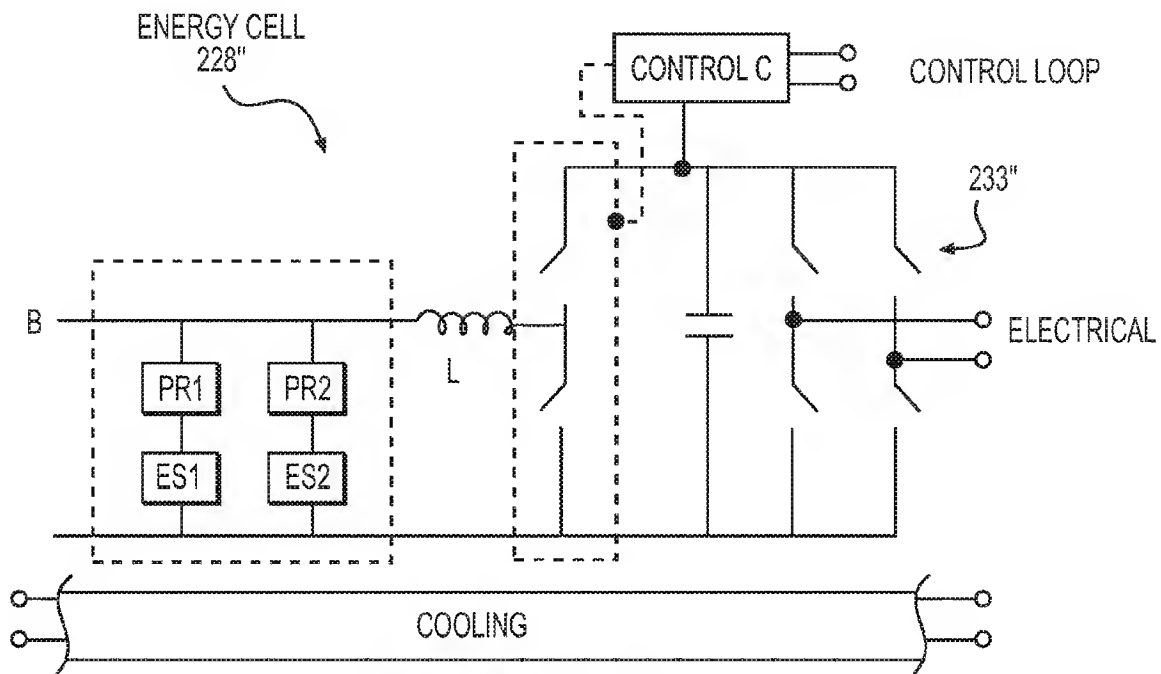 ENERGY CELL
228"
CONTROL C
CONTROL LOOP
233"
B
L
ELECTRICAL
PR1
PR2
ES1
ES2
COOLING